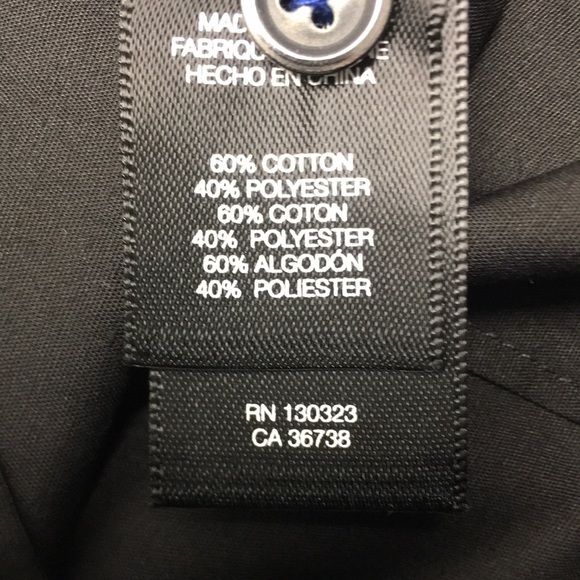 HECHO EN CHINA
60% COTTON
40% POLYESTER
60% COTON
40% POLYESTER
60% ALGODÓN
40% POLIESTER
RN 130323
CA 36738